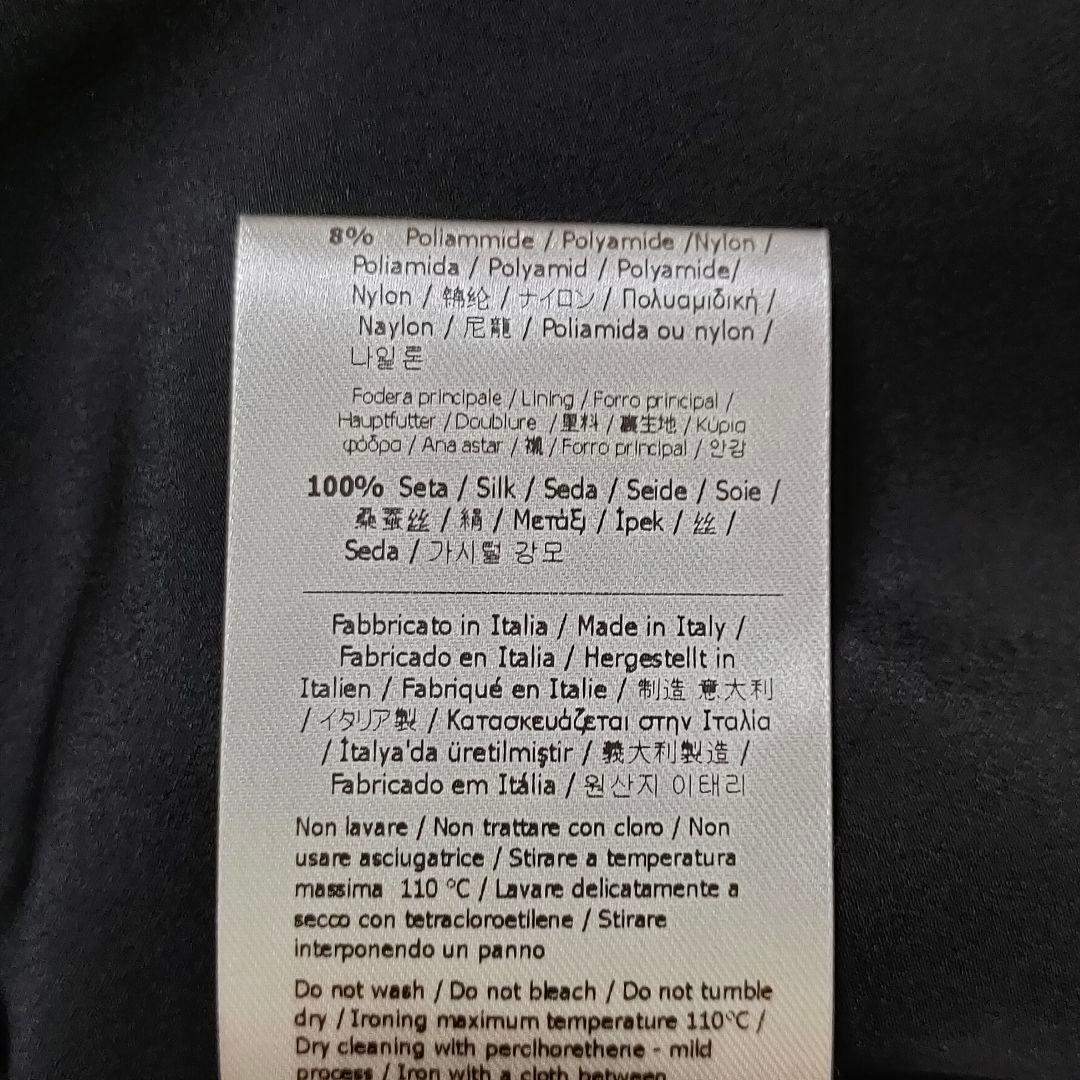 8% Poliammide / Polyamide /Nylon /
Poliamida / Polyamid / Polyamide/
Nylon / 锦纶 / ナイロン / Πολυαμιδική /
Naylon / 尼龍 / Poliamida ou nylon /
나일론
Fodera principale / Lining / Forro principal /
Hauptfutter / Doublure / 里料 / 裏生地 / Κύρια
φόδρα / Ana astar / 襯 / Forro principal / 안감
100% Seta / Silk / Seda / Seide / Soie /
桑蚕丝 / 絹 / Μετάξι / İpek / 丝 /
Seda / 가시털 강모
Fabbricato in Italia / Made in Italy /
Fabricado en Italia / Hergestellt in
Italien / Fabriqué en Italie / 制造 意大利
/ イタリア製 / Κατασκευάζεται στην Ιταλία
/ İtalya'da üretilmiştir / 義大利製造 /
Fabricado em Itália / 원산지 이태리
Non lavare / Non trattare con cloro / Non
usare asciugatrice / Stirare a temperatura
massima 110 °C / Lavare delicatamente a
secco con tetracloroetilene / Stirare
interponendo un panno
Do not wash / Do not bleach / Do not tumble
dry / Ironing maximum temperature 110°C /
Dry cleaning with perclhorethene - mild
process / Iron with a cloth between